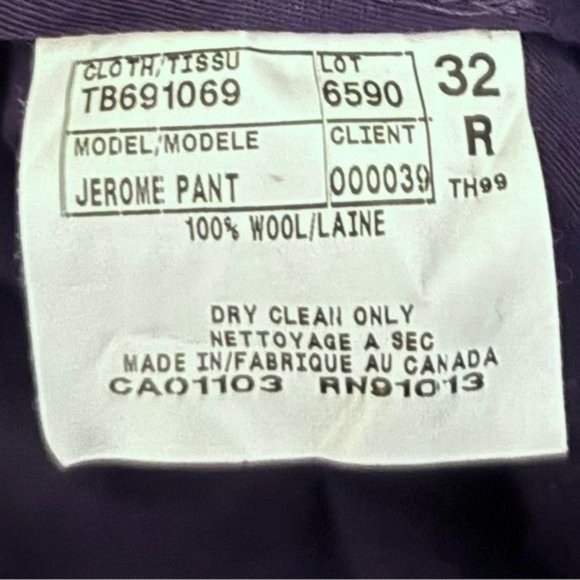 CLOTH/TISSU LOT 32
TB691069 6590
MODEL/MODELE CLIENT R
JEROME PANT 000039 TH99
100% WOOL/LAINE
DRY CLEAN ONLY
NETTOYAGE A SEC
MADE IN/FABRIQUE AU CANADA
CA01103 RN91013